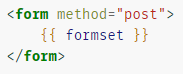 <form method="post">
    {{ formset }}
</form>